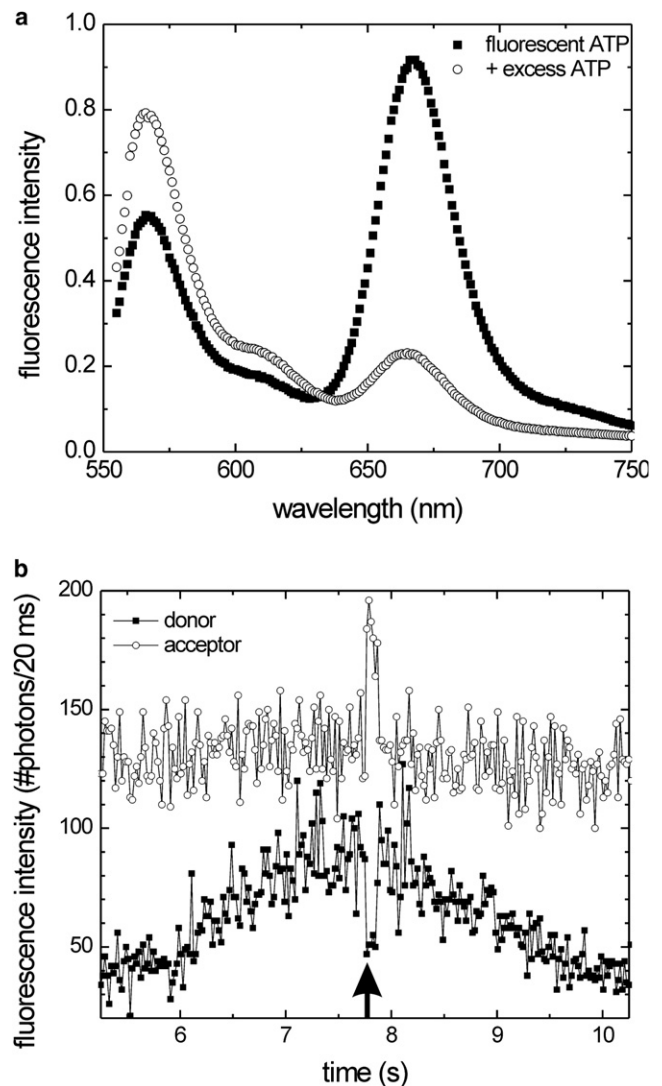 a
1.0
0.8
0.6
0.4
0.2
0.0
fluorescence intensity
fluorescent ATP
+ excess ATP
550 600 650 700 750
wavelength (nm)
b
200
150
100
50
fluorescence intensity (#photons/20 ms)
donor
acceptor
6 7 8 9 10
time (s)